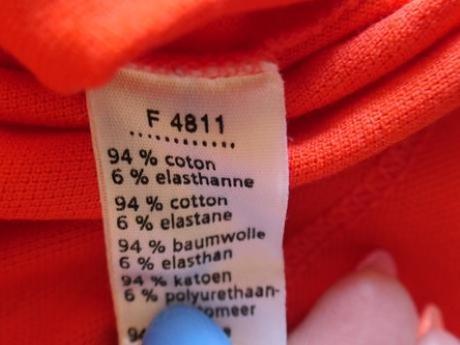 F 4811
94 % coton
6 % elasthanne
94 % cotton
6 % elastane
94 % baumwolle
6 % elasthan
94 % katoen
6 % polyurethaan-